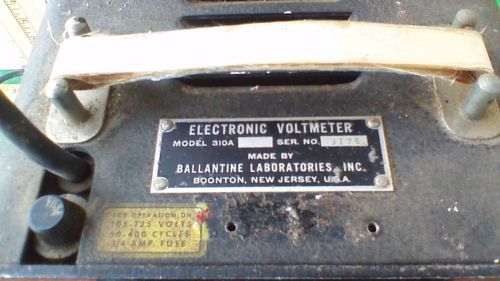 ELECTRONIC VOLTMETER
MODEL 310A SER. NO. 3175
MADE BY
BALLANTINE LABORATORIES, INC.
BOONTON, NEW JERSEY, U.S.A.
FOR OPERATION ON
105-125 VOLTS
50-400 CYCLES
3/4 AMP. FUSE